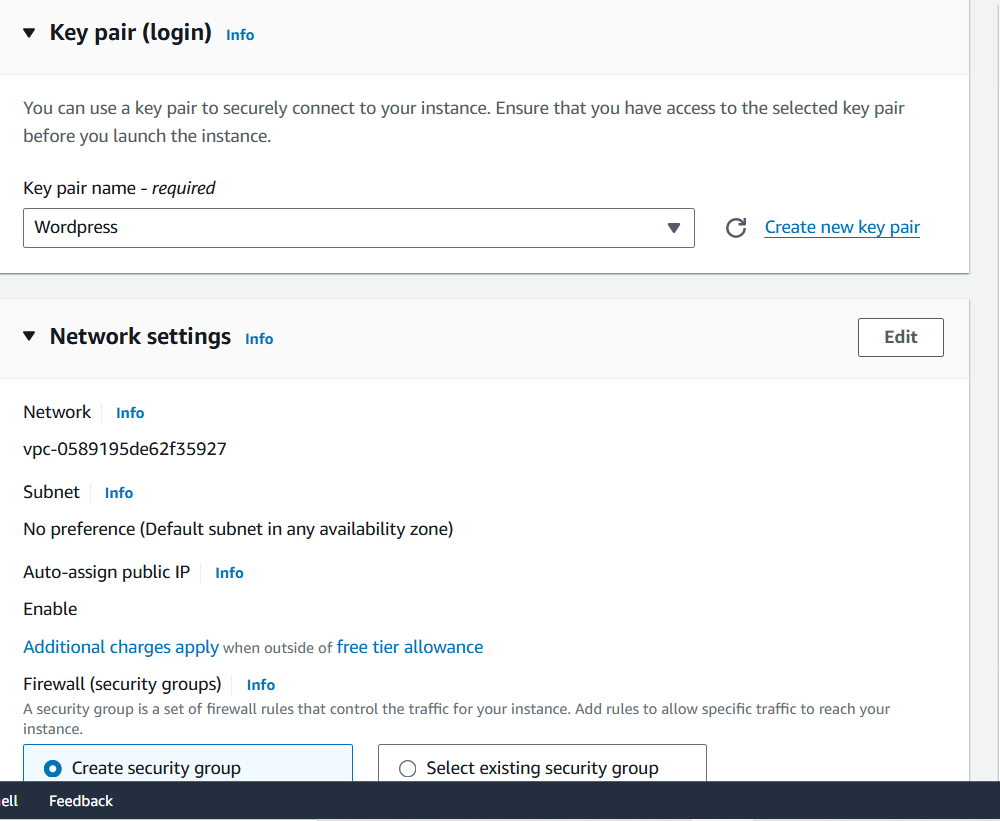 Key pair (login) Info
You can use a key pair to securely connect to your instance. Ensure that you have access to the selected key pair
before you launch the instance.
Key pair name - required
Wordpress
Create new key pair
Network settings Info
Edit
Network Info
vpc-0589195de62f35927
Subnet Info
No preference (Default subnet in any availability zone)
Auto-assign public IP Info
Enable
Additional charges apply when outside of free tier allowance
Firewall (security groups) Info
A security group is a set of firewall rules that control the traffic for your instance. Add rules to allow specific traffic to reach your
instance.
Create security group
Select existing security group
ell Feedback